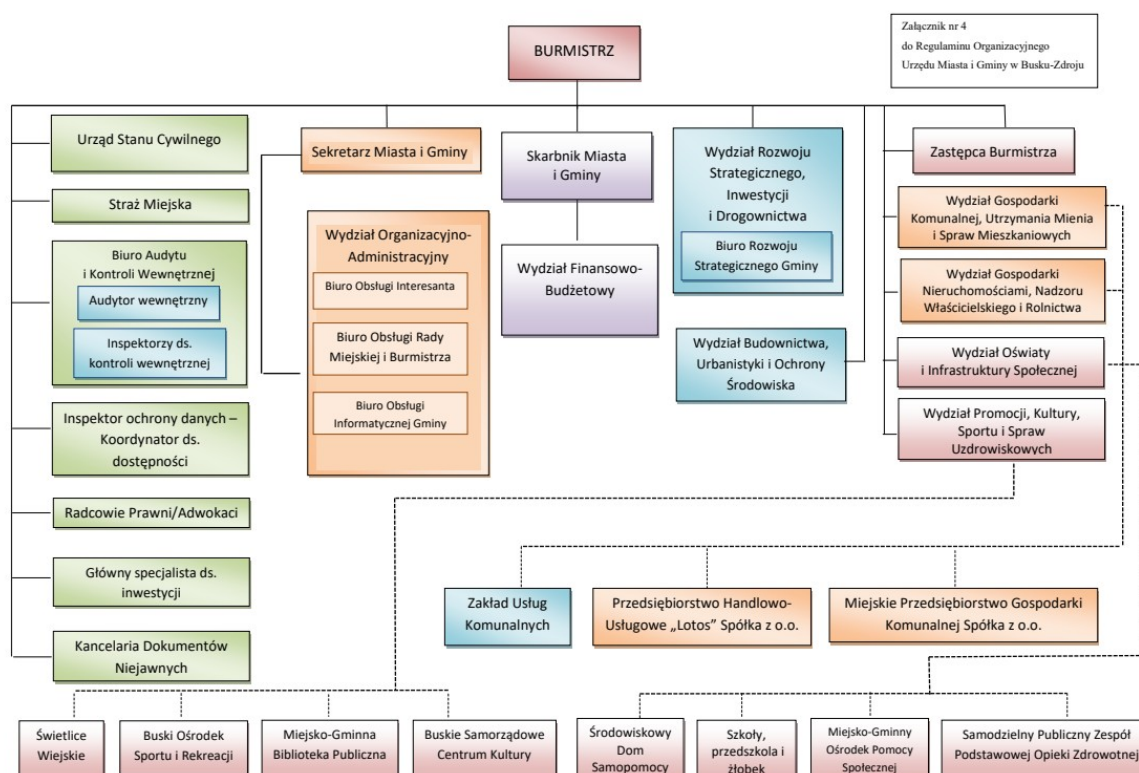 Załącznik nr 4
do Regulaminu Organizacyjnego
Urzędu Miasta i Gminy w Busku-Zdroju
BURMISTRZ
Urząd Stanu Cywilnego
Straż Miejska
Biuro Audytu
i Kontroli Wewnętrznej
Audytor wewnętrzny
Inspektorzy ds.
kontroli wewnętrznej
Inspektor ochrony danych –
Koordynator ds.
dostępności
Radcowie Prawni/Adwokaci
Główny specjalista ds.
inwestycji
Kancelaria Dokumentów
Niejawnych
Sekretarz Miasta i Gminy
Wydział Organizacyjno-
Administracyjny
Biuro Obsługi Interesanta
Biuro Obsługi Rady
Miejskiej i Burmistrza
Biuro Obsługi
Informatycznej Gminy
Skarbnik Miasta
i Gminy
Wydział Finansowo-
Budżetowy
Wydział Rozwoju
Strategicznego,
Inwestycji
i Drogownictwa
Biuro Rozwoju
Strategicznego Gminy
Wydział Budownictwa,
Urbanistyki i Ochrony
Środowiska
Zastępca Burmistrza
Wydział Gospodarki
Komunalnej, Utrzymania Mienia
i Spraw Mieszkaniowych
Wydział Gospodarki
Nieruchomościami, Nadzoru
Właścicielskiego i Rolnictwa
Wydział Oświaty
i Infrastruktury Społecznej
Wydział Promocji, Kultury,
Sportu i Spraw
Uzdrowiskowych
Zakład Usług
Komunalnych
Przedsiębiorstwo Handlowo-
Usługowe „Lotos” Spółka z o.o.
Miejskie Przedsiębiorstwo Gospodarki
Komunalnej Spółka z o.o.
Świetlice
Wiejskie
Buski Ośrodek
Sportu i Rekreacji
Miejsko-Gminna
Biblioteka Publiczna
Buskie Samorządowe
Centrum Kultury
Środowiskowy
Dom
Samopomocy
Szkoły,
przedszkola i
żłobek
Miejsko-Gminny
Ośrodek Pomocy
Społecznej
Samodzielny Publiczny Zespół
Podstawowej Opieki Zdrowotnej